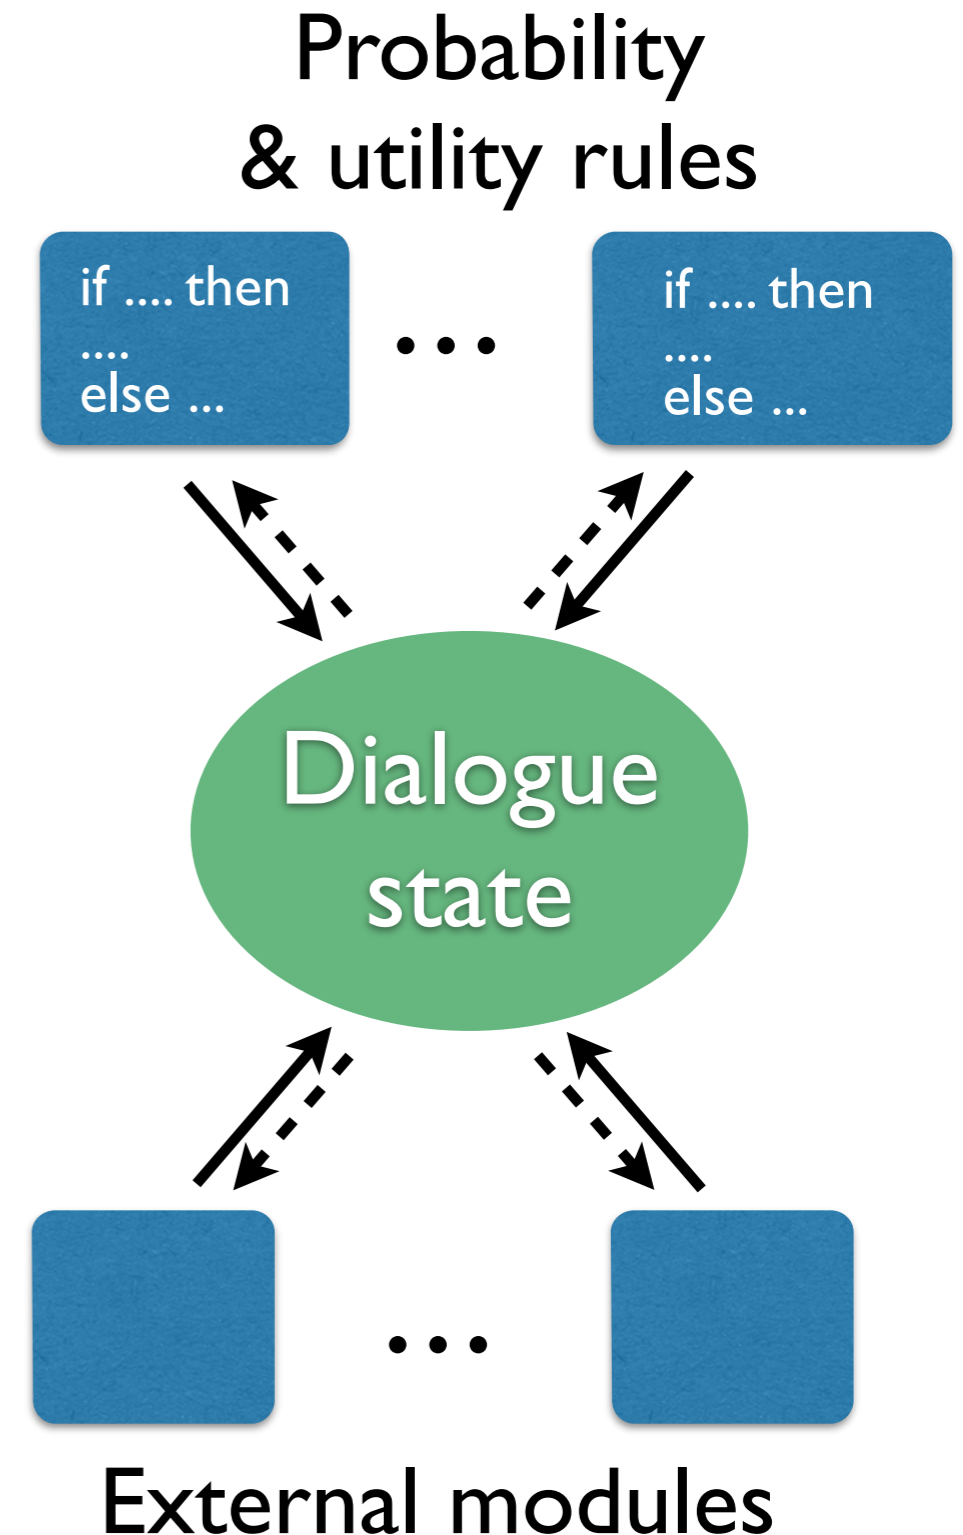 Probability
& utility rules
if .... then
....
else ...
...
if .... then
....
else ...
Dialogue
state
...
External modules